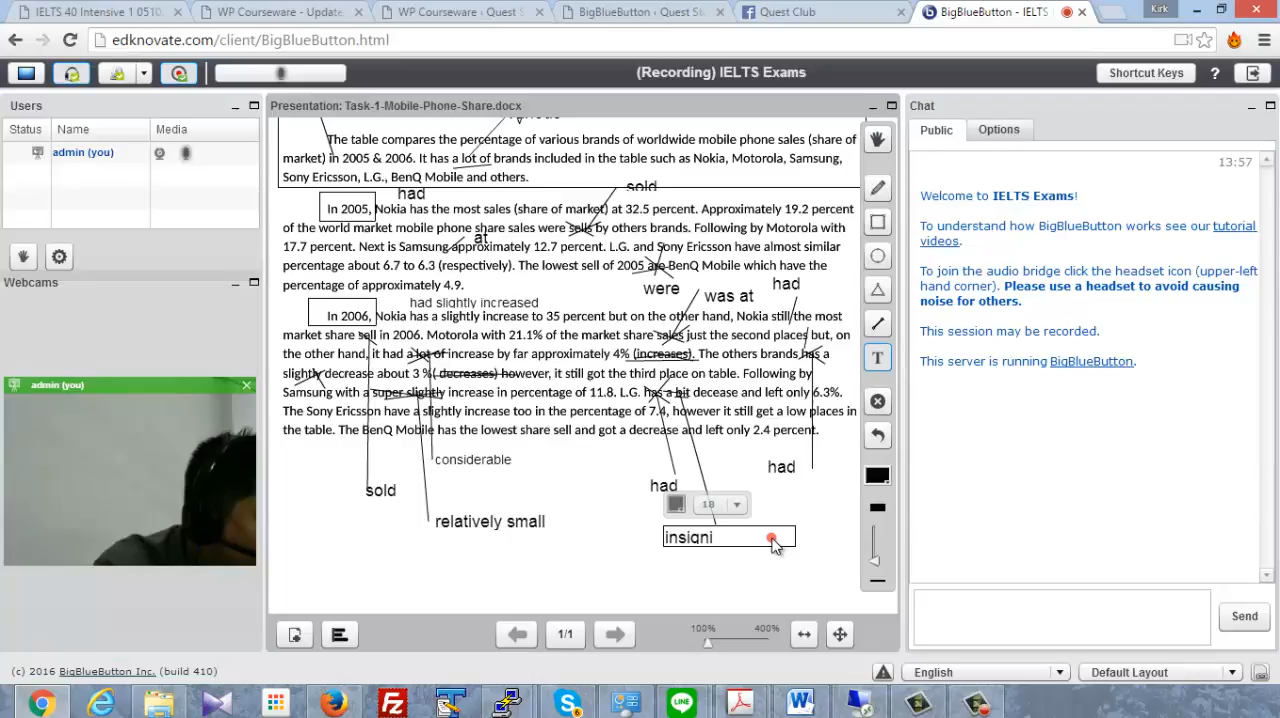 IELTS 40 Intensive 1 0510
WP Courseware - Update
WP Courseware ‹ Quest S
BigBlueButton ‹ Quest St
Quest Club
BigBlueButton - IELTS
Kirk
edknovate.com/client/BigBlueButton.html
(Recording) IELTS Exams
Shortcut Keys
?
Users
Presentation: Task-1-Mobile-Phone-Share.docx
Chat
Status Name Media
admin (you)
Public Options
13:57
The table compares the percentage of various brands of worldwide mobile phone sales (share of
market) in 2005 & 2006. It has a lot of brands included in the table such as Nokia, Motorola, Samsung,
Sony Ericsson, L.G., BenQ Mobile and others.
had
sold
In 2005, Nokia has the most sales (share of market) at 32.5 percent. Approximately 19.2 percent
of the world market mobile phone share sales were sells by others brands. Following by Motorola with
at
17.7 percent. Next is Samsung approximately 12.7 percent. L.G. and Sony Ericsson have almost similar
percentage about 6.7 to 6.3 (respectively). The lowest sell of 2005 are BenQ Mobile which have the
percentage of approximately 4.9.
were
was at
had
had slightly increased
In 2006, Nokia has a slightly increase to 35 percent but on the other hand, Nokia still the most
market share sell in 2006. Motorola with 21.1% of the market share sales just the second places but, on
the other hand, it had a lot of increase by far approximately 4% (increases). The others brands has a
slightly decrease about 3 %( decreases) however, it still got the third place on table. Following by
Samsung with a super slightly increase in percentage of 11.8. L.G. has a bit decrease and left only 6.3%.
The Sony Ericsson have a slightly increase too in the percentage of 7.4, however it still get a low places in
the table. The BenQ Mobile has the lowest share sell and got a decrease and left only 2.4 percent.
considerable
had
sold
had
18
relatively small
insigni
Welcome to IELTS Exams!
To understand how BigBlueButton works see our tutorial
videos.
To join the audio bridge click the headset icon (upper-left
hand corner). Please use a headset to avoid causing
noise for others.
This session may be recorded.
This server is running BigBlueButton.
Webcams
admin (you)
T
1/1
100%
400%
Send
(c) 2016 BigBlueButton Inc. (build 410)
English
Default Layout